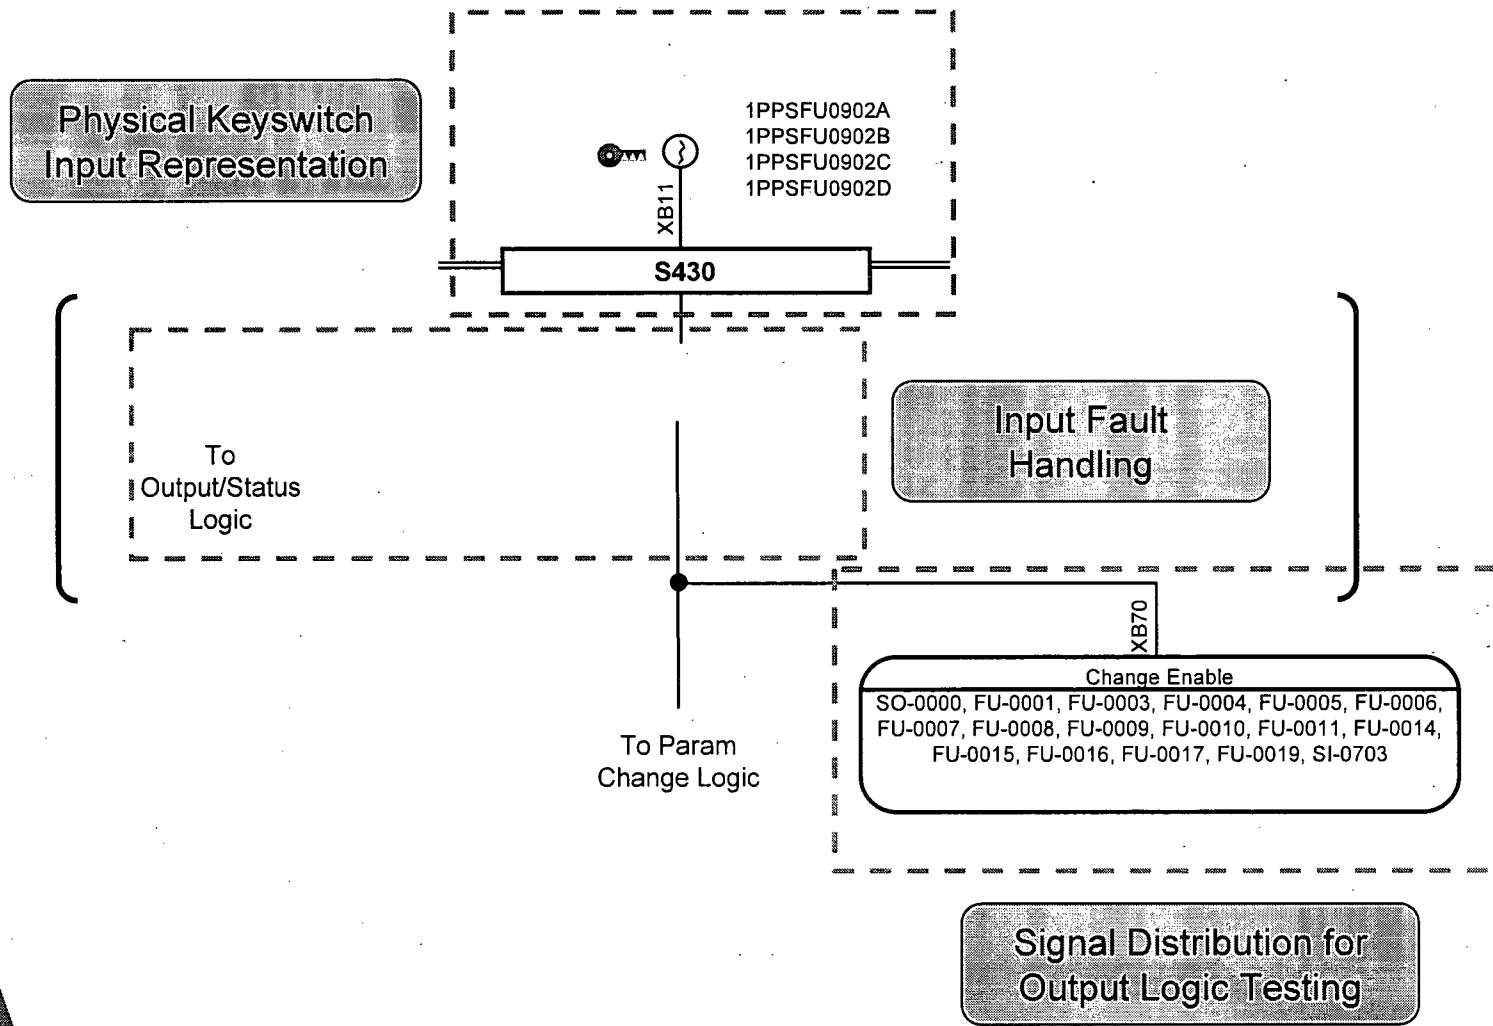 Physical Keyswitch
Input Representation
1PPSFU0902A
1PPSFU0902B
1PPSFU0902C
1PPSFU0902D
XB11
S430
Input Fault
Handling
To
Output/Status
Logic
XB70
Change Enable
SO-0000, FU-0001, FU-0003, FU-0004, FU-0005, FU-0006,
FU-0007, FU-0008, FU-0009, FU-0010, FU-0011, FU-0014,
FU-0015, FU-0016, FU-0017, FU-0019, SI-0703
To Param
Change Logic
Signal Distribution for
Output Logic Testing